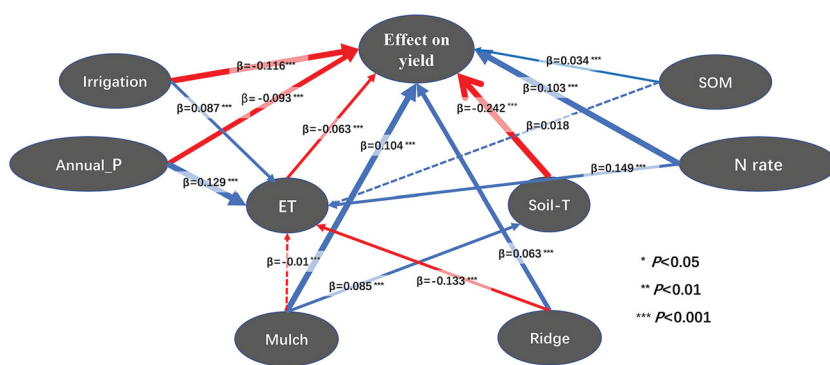 Effect on
yield
Irrigation
β=-0.116***
β=0.034 ***
SOM
β=0.087 ***
β= -0.093 ***
β=0.103 ***
β=-0.242 ***
β=-0.063 ***
β=0.018
β=0.104 ***
Annual_P
N rate
β=0.149 ***
β=0.129 ***
ET
Soil-T
β=-0.01 ***
β=0.063 ***
β=0.085 ***
β=-0.133 ***
Mulch
Ridge
* P<0.05
** P<0.01
*** P<0.001